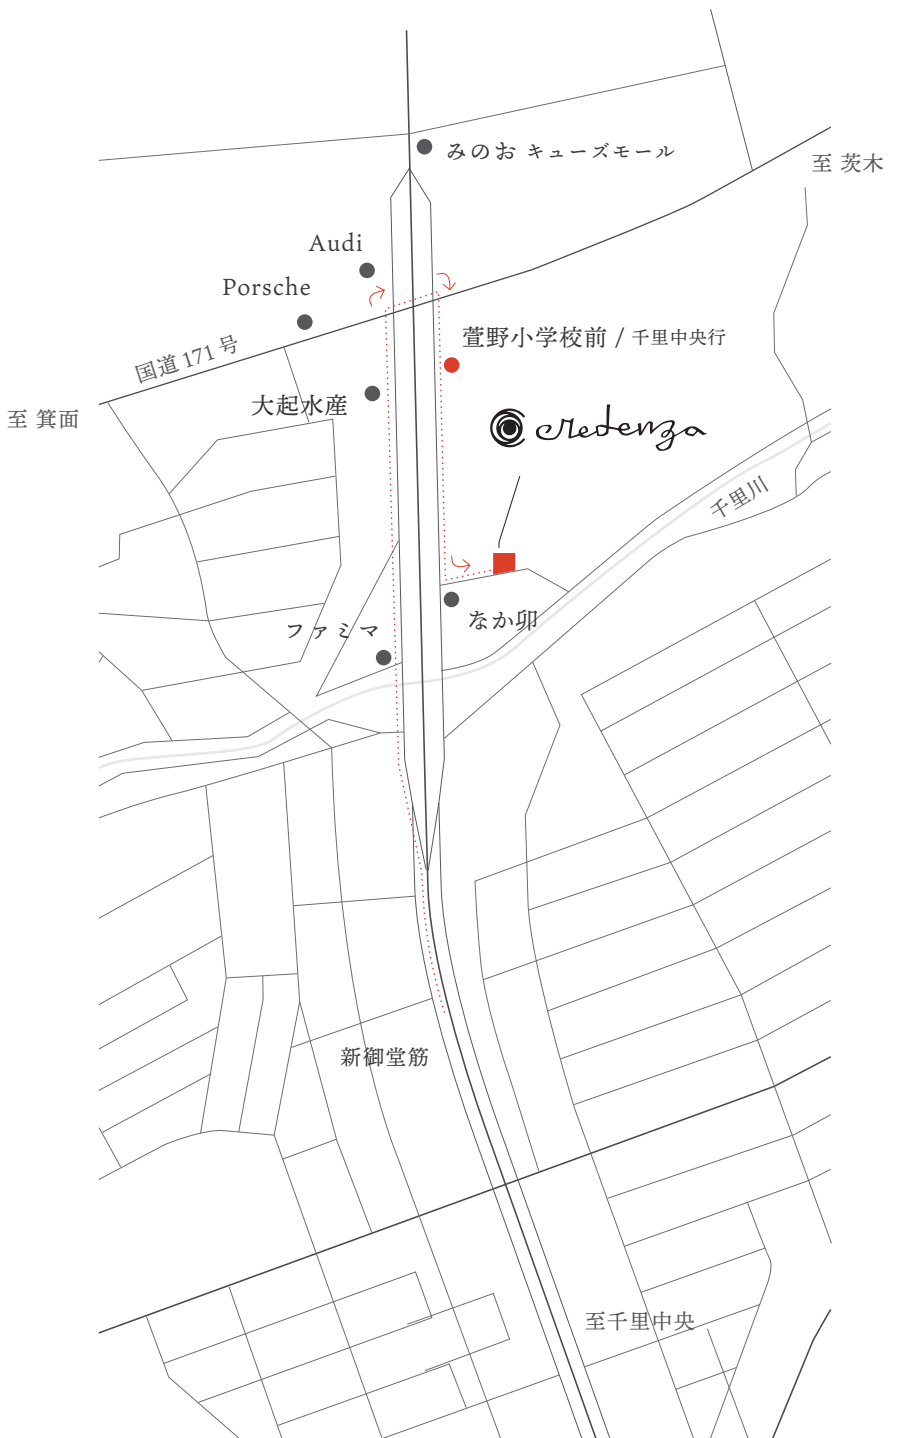 みのお キューズモール
至 茨木
Audi
Porsche
萱野小学校前 / 千里中央行
国道 171 号
大起水産
至 箕面
credenza
千里川
なか卯
ファミマ
新御堂筋
至千里中央